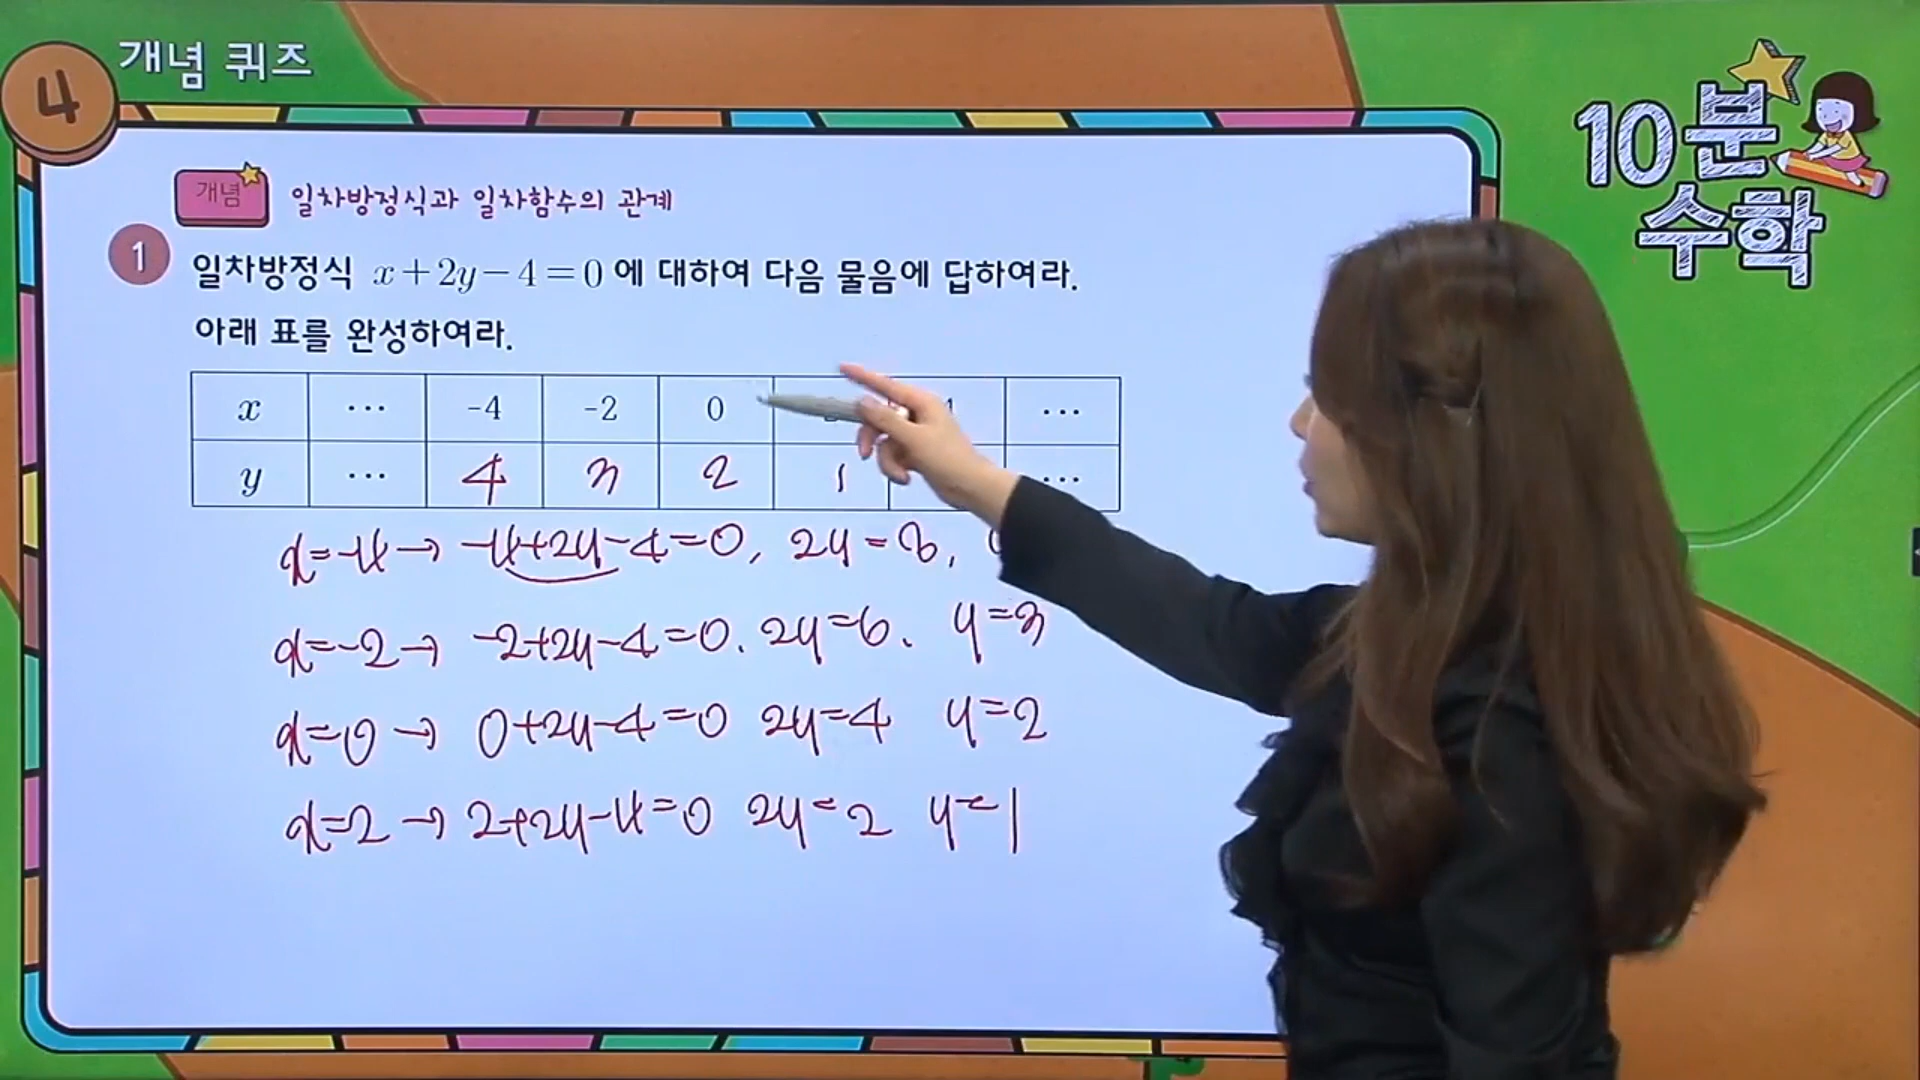 4 개념 퀴즈
10분
수학
개념 일차방정식과 일차함수의 관계
1 일차방정식 x+2y-4=0 에 대하여 다음 물음에 답하여라.
아래 표를 완성하여라.
x ... -4 -2 0 ...
y ... 4 3 2 1 ...
x=-4→ -4+2y-4=0, 2y=8,
x=-2→ -2+2y-4=0. 2y=6. y=3
x=0→ 0+2y-4=0 2y=4 y=2
x=2→ 2+2y-4=0 2y=2 y=1